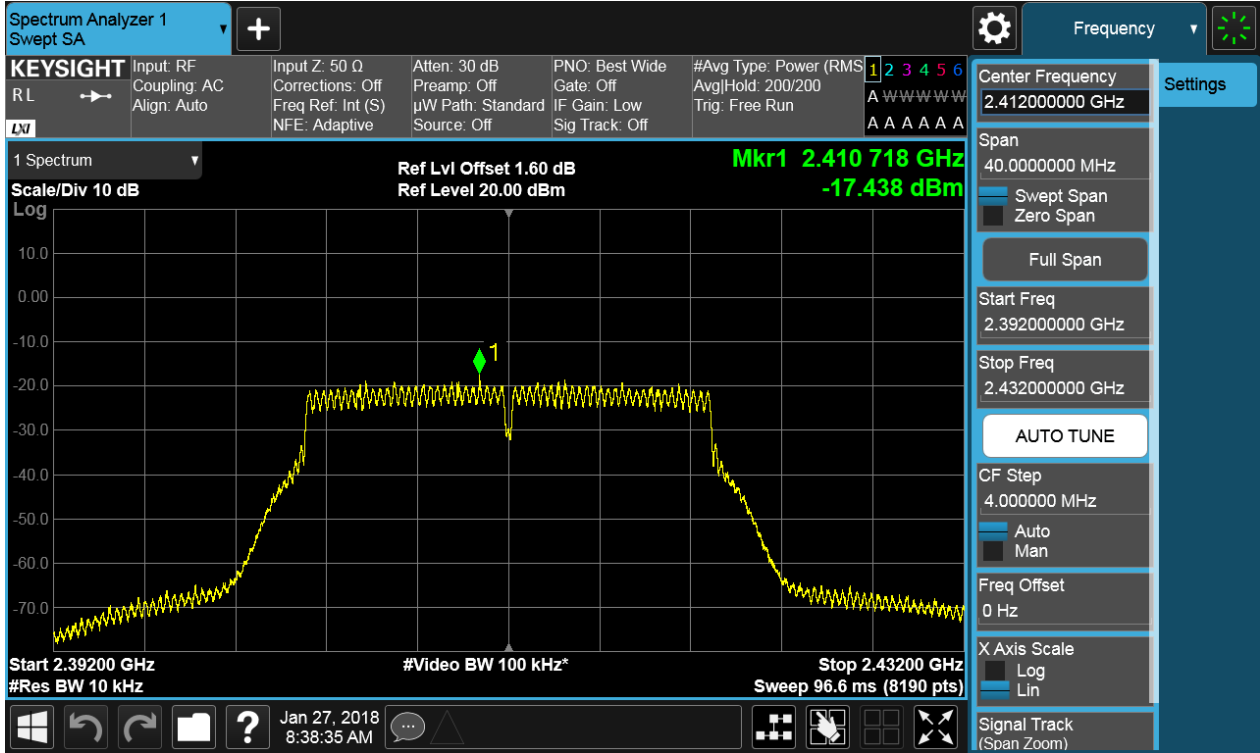 Spectrum Analyzer 1
Swept SA
+
Frequency
KEYSIGHT
RL
LXI
Input: RF
Coupling: AC
Align: Auto
Input Z: 50 Ω
Corrections: Off
Freq Ref: Int (S)
NFE: Adaptive
Atten: 30 dB
Preamp: Off
µW Path: Standard
Source: Off
PNO: Best Wide
Gate: Off
IF Gain: Low
Sig Track: Off
#Avg Type: Power (RMS
Avg|Hold: 200/200
Trig: Free Run
1 2 3 4 5 6
A W W W W W
A A A A A A
1 Spectrum
Scale/Div 10 dB
Ref Lvl Offset 1.60 dB
Ref Level 20.00 dBm
Mkr1 2.410 718 GHz
-17.438 dBm
Log
10.0
0.00
-10.0
-20.0
-30.0
-40.0
-50.0
-60.0
-70.0
1
Start 2.39200 GHz
#Res BW 10 kHz
#Video BW 100 kHz*
Stop 2.43200 GHz
Sweep 96.6 ms (8190 pts)
Jan 27, 2018
8:38:35 AM
?
Center Frequency
2.412000000 GHz
Span
40.0000000 MHz
Swept Span
Zero Span
Full Span
Start Freq
2.392000000 GHz
Stop Freq
2.432000000 GHz
AUTO TUNE
CF Step
4.000000 MHz
Auto
Man
Freq Offset
0 Hz
X Axis Scale
Log
Lin
Signal Track
(Span Zoom)
Settings